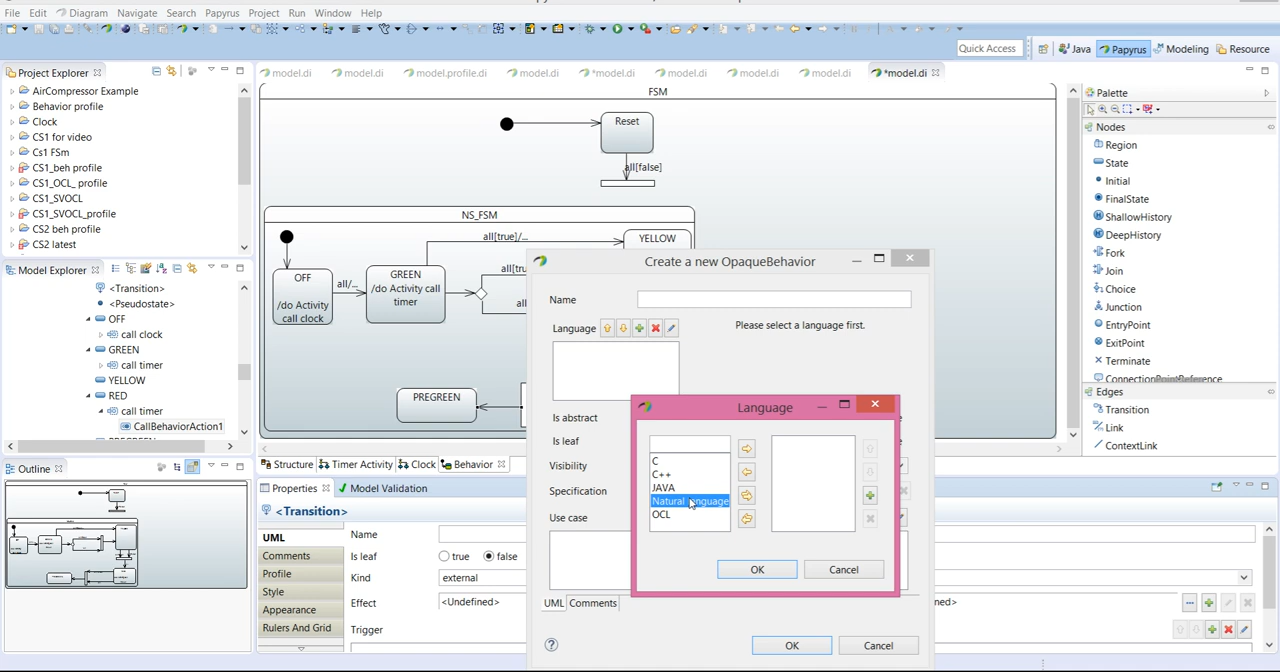 File Edit Diagram Navigate Search Papyrus Project Run Window Help
Quick Access Java Papyrus Modeling Resource
Project Explorer
AirCompressor Example
Behavior profile
Clock
CS1 for video
Cs1 FSm
CS1_beh profile
CS1_OCL_ profile
CS1_SVOCL
CS1_SVOCL_profile
CS2 beh profile
CS2 latest
Model Explorer
<Transition>
<Pseudostate>
OFF
call clock
GREEN
call timer
YELLOW
RED
call timer
CallBehaviorAction1
Outline
model.di model.di model.profile.di model.di *model.di model.di model.di model.di *model.di
FSM
Reset
all[false]
NS_FSM
all[true]/...
YELLOW
OFF
/do Activity
call clock
all/...
GREEN
/do Activity call
timer
PREGREEN
Structure Timer Activity Clock Behavior
Properties Model Validation
<Transition>
UML
Comments
Profile
Style
Appearance
Rules And Grid
Name
Is leaf true false
Kind external
Effect <Undefined>
Trigger
Create a new OpaqueBehavior
Name
Language Please select a language first.
Is abstract
Is leaf
Visibility
Specification
Use case
UML Comments
OK Cancel
Language
C
C++
JAVA
Natural language
OCL
OK Cancel
Palette
Nodes
Region
State
Initial
FinalState
ShallowHistory
DeepHistory
Fork
Join
Choice
Junction
EntryPoint
ExitPoint
Terminate
ConnectionPointReference
Edges
Transition
Link
ContextLink